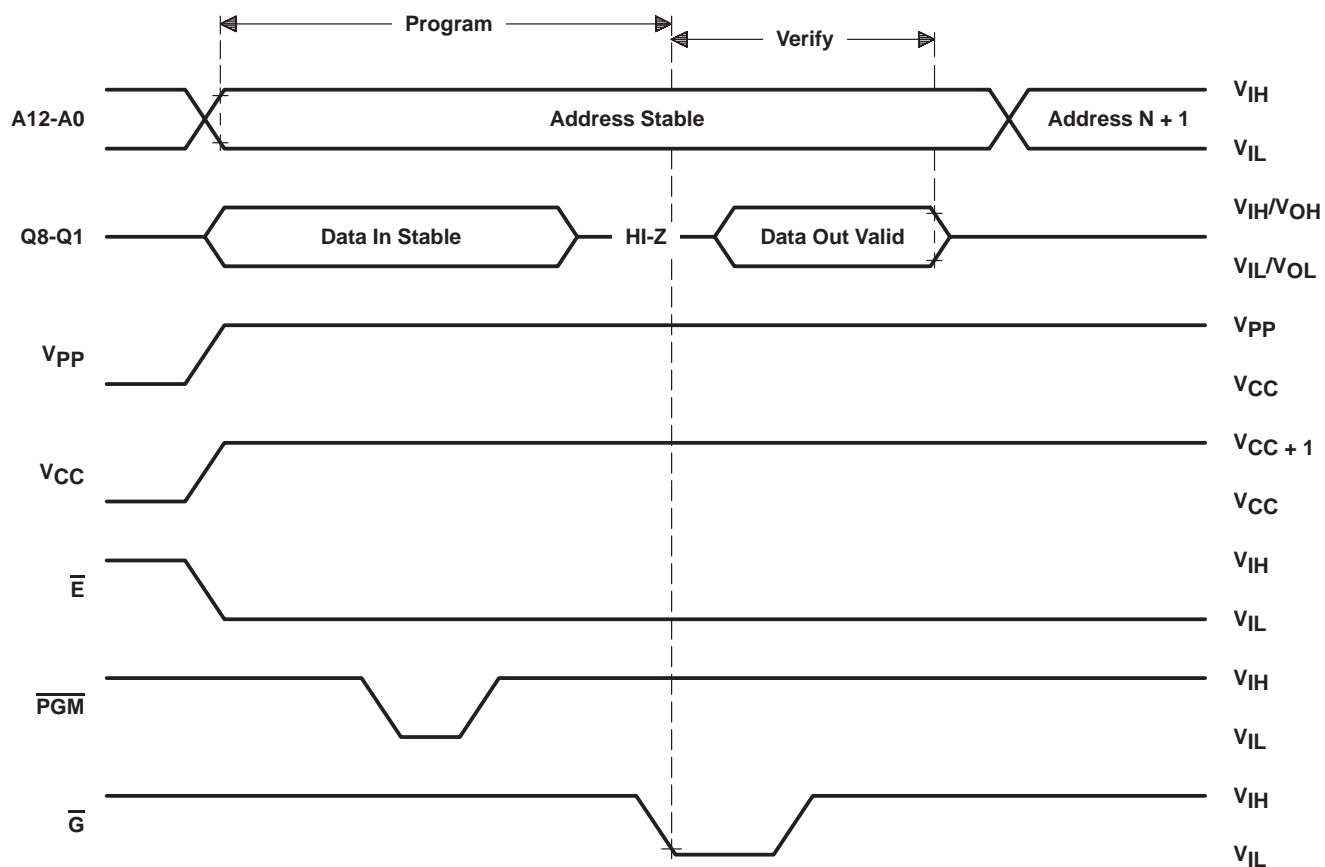 Program
Verify
A12-A0
Address Stable
Address N + 1
VIH
VIL
Q8-Q1
Data In Stable
HI-Z
Data Out Valid
VIH/VOH
VIL/VOL
VPP
VPP
VCC
VCC
VCC + 1
VCC
E̅
VIH
VIL
P̅G̅M̅
VIH
VIL
G̅
VIH
VIL